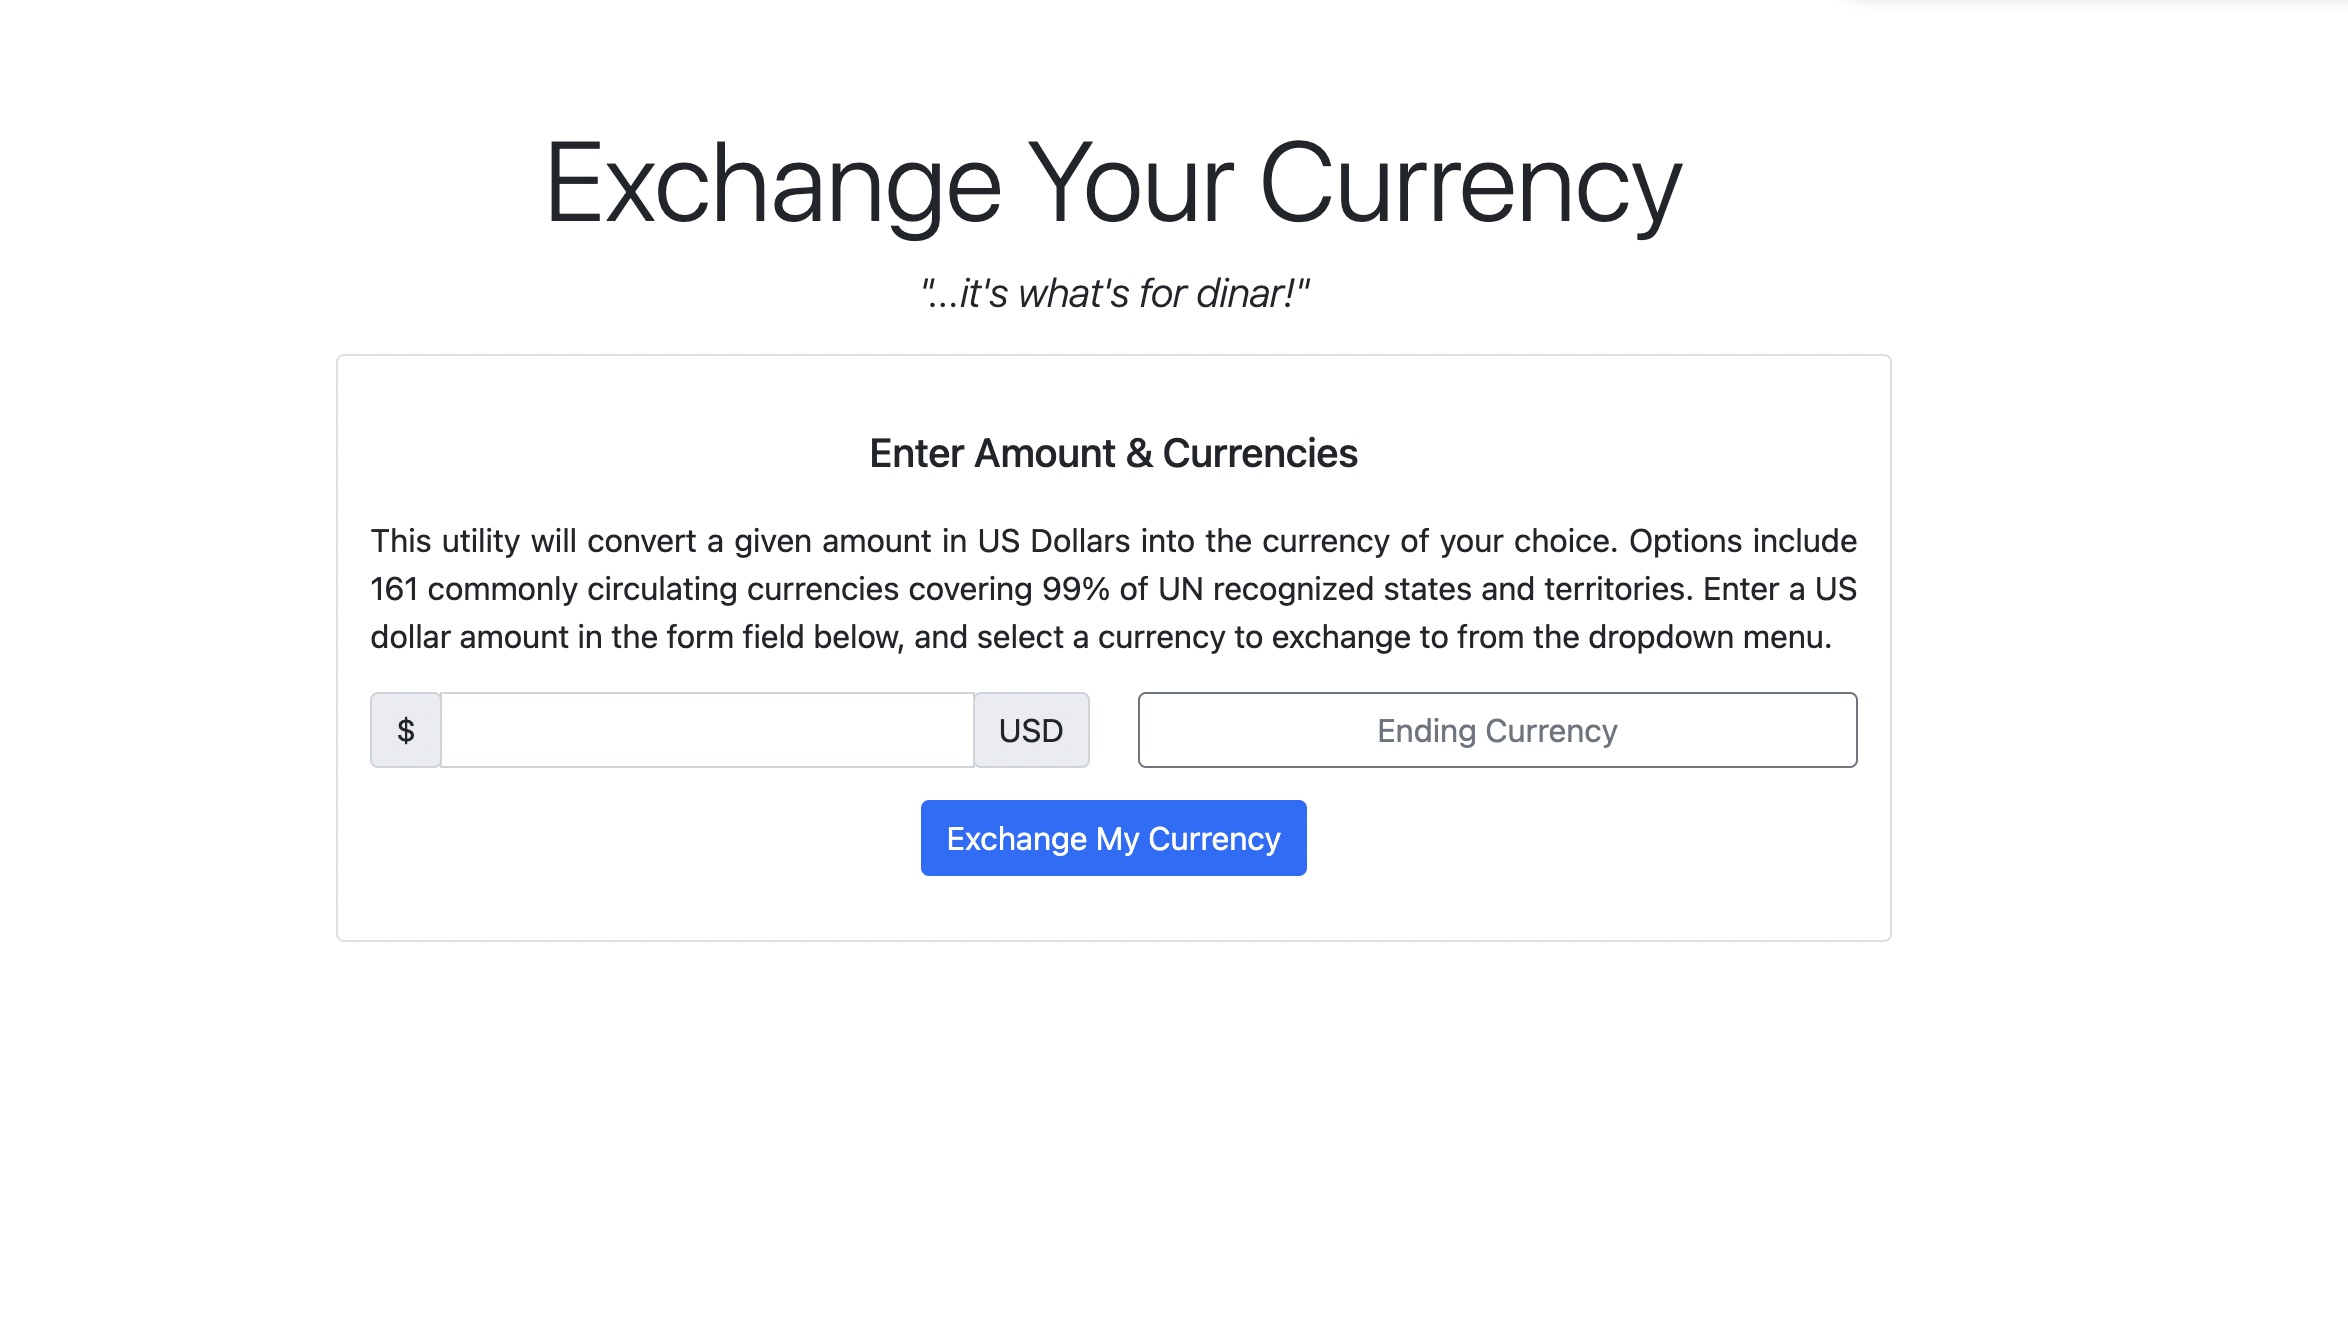 Exchange Your Currency
"...it's what's for dinar!"
Enter Amount & Currencies
This utility will convert a given amount in US Dollars into the currency of your choice. Options include
161 commonly circulating currencies covering 99% of UN recognized states and territories. Enter a US
dollar amount in the form field below, and select a currency to exchange to from the dropdown menu.
$ USD Ending Currency
Exchange My Currency